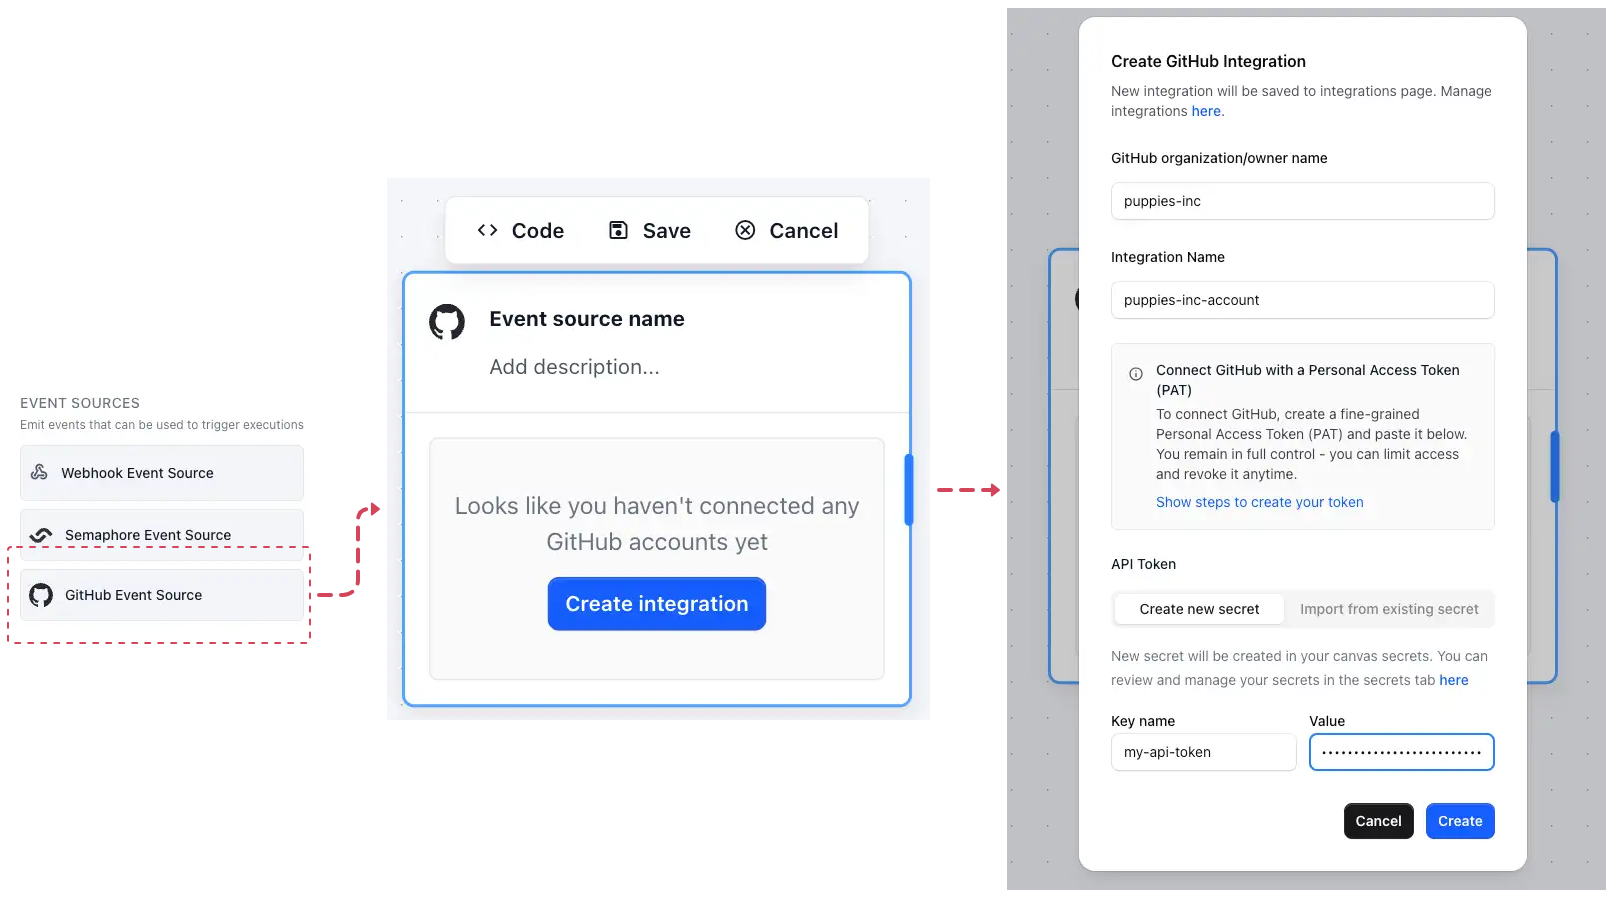 EVENT SOURCES
Emit events that can be used to trigger executions
Webhook Event Source
Semaphore Event Source
GitHub Event Source
Code
Save
Cancel
Event source name
Add description...
Looks like you haven't connected any
GitHub accounts yet
Create integration
Create GitHub Integration
New integration will be saved to integrations page. Manage
integrations here.
GitHub organization/owner name
puppies-inc
Integration Name
puppies-inc-account
Connect GitHub with a Personal Access Token
(PAT)
To connect GitHub, create a fine-grained
Personal Access Token (PAT) and paste it below.
You remain in full control - you can limit access
and revoke it anytime.
Show steps to create your token
API Token
Create new secret
Import from existing secret
New secret will be created in your canvas secrets. You can
review and manage your secrets in the secrets tab here
Key name
Value
my-api-token
Cancel
Create